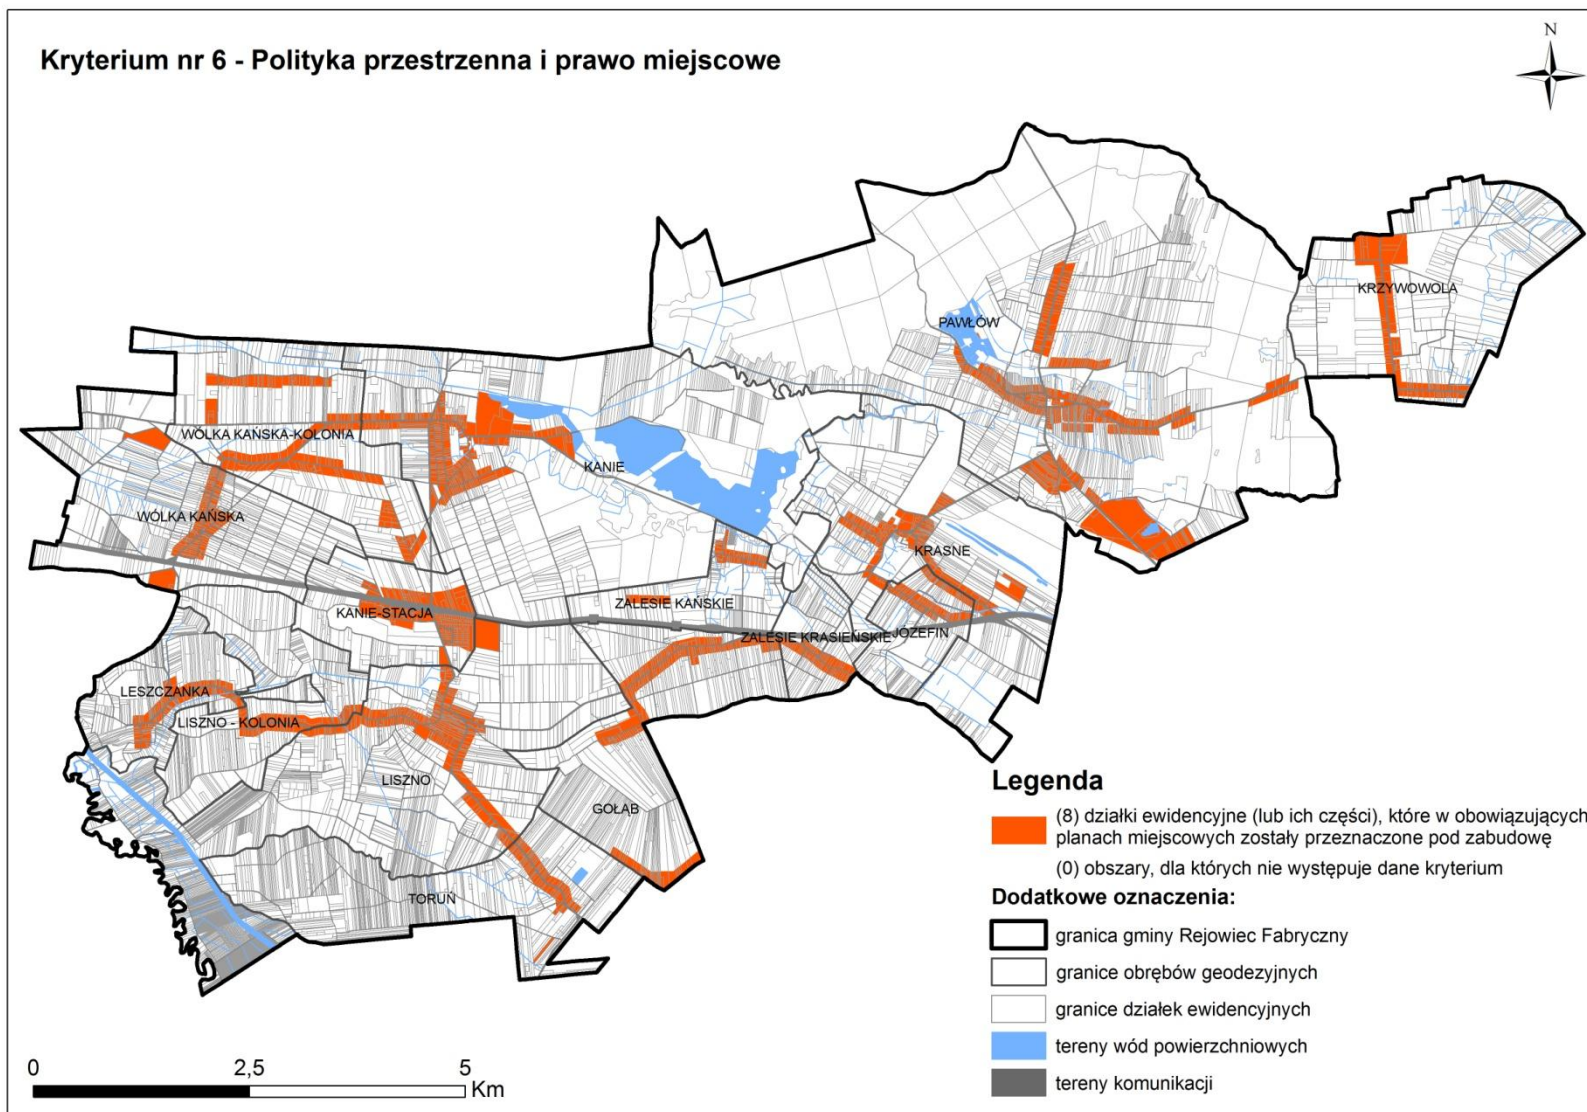 Kryterium nr 6 - Polityka przestrzenna i prawo miejscowe
N
KRZYWOWOLA
PAWŁÓW
WÓLKA KAŃSKA-KOLONIA
KANIE
WÓLKA KAŃSKA
KRASNE
ZALESIE KAŃSKIE
KANIE-STACJA
ZALESIE KRASIEŃSKIE
JÓZEFIN
LESZCZANKA
LISZNO - KOLONIA
LISZNO
GOŁĄB
TORUŃ
Legenda
(8) działki ewidencyjne (lub ich części), które w obowiązujących
planach miejscowych zostały przeznaczone pod zabudowę
(0) obszary, dla których nie występuje dane kryterium
Dodatkowe oznaczenia:
granica gminy Rejowiec Fabryczny
granice obrębów geodezyjnych
granice działek ewidencyjnych
tereny wód powierzchniowych
tereny komunikacji
0 2,5 5
Km